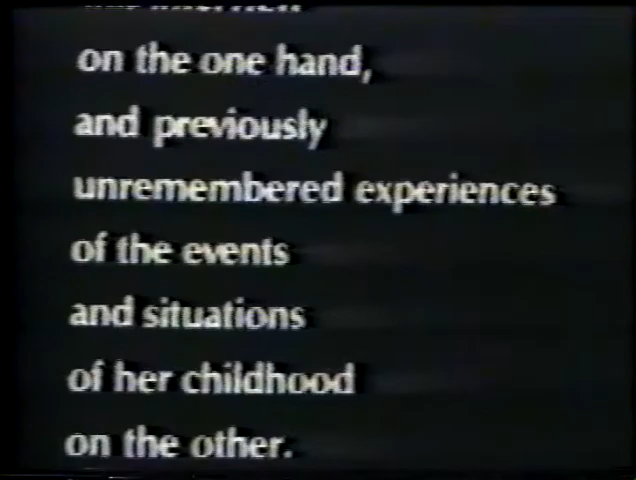 on the one hand,
and previously
unremembered experiences
of the events
and situations
of her childhood
on the other.